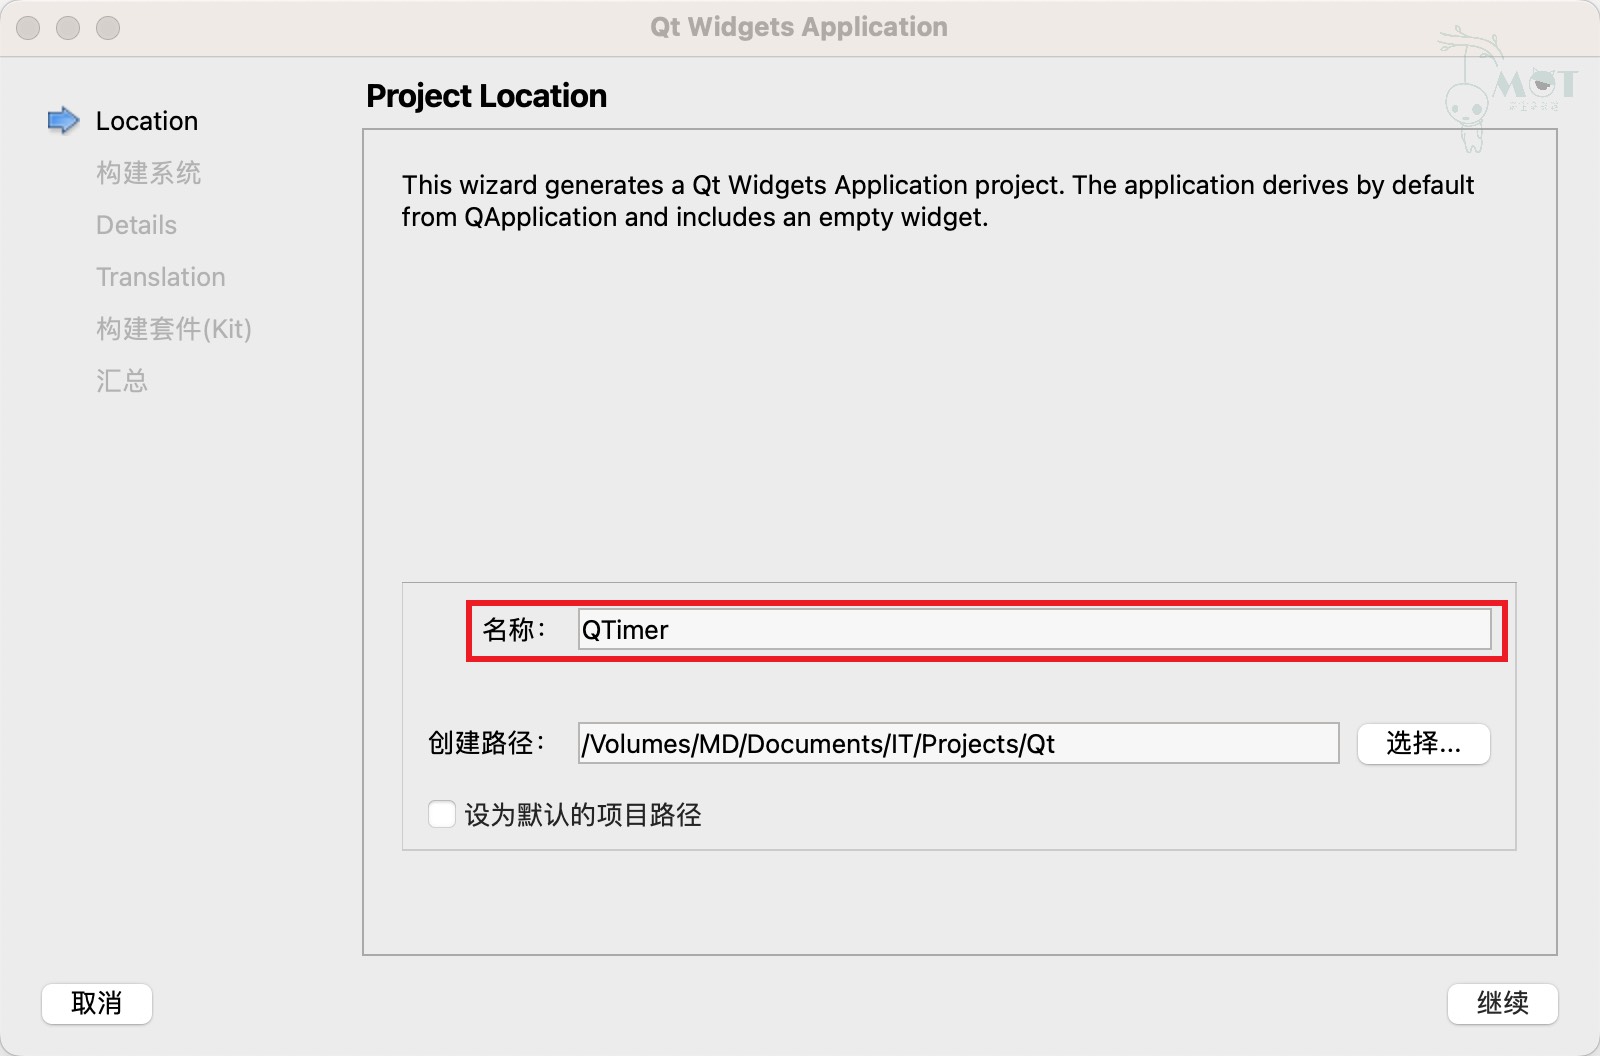 Qt Widgets Application
MOT
Project Location
Location
构建系统
Details
Translation
构建套件(Kit)
汇总
This wizard generates a Qt Widgets Application project. The application derives by default
from QApplication and includes an empty widget.
名称：
QTimer
创建路径：
/Volumes/MD/Documents/IT/Projects/Qt
选择...
设为默认的项目路径
取消
继续